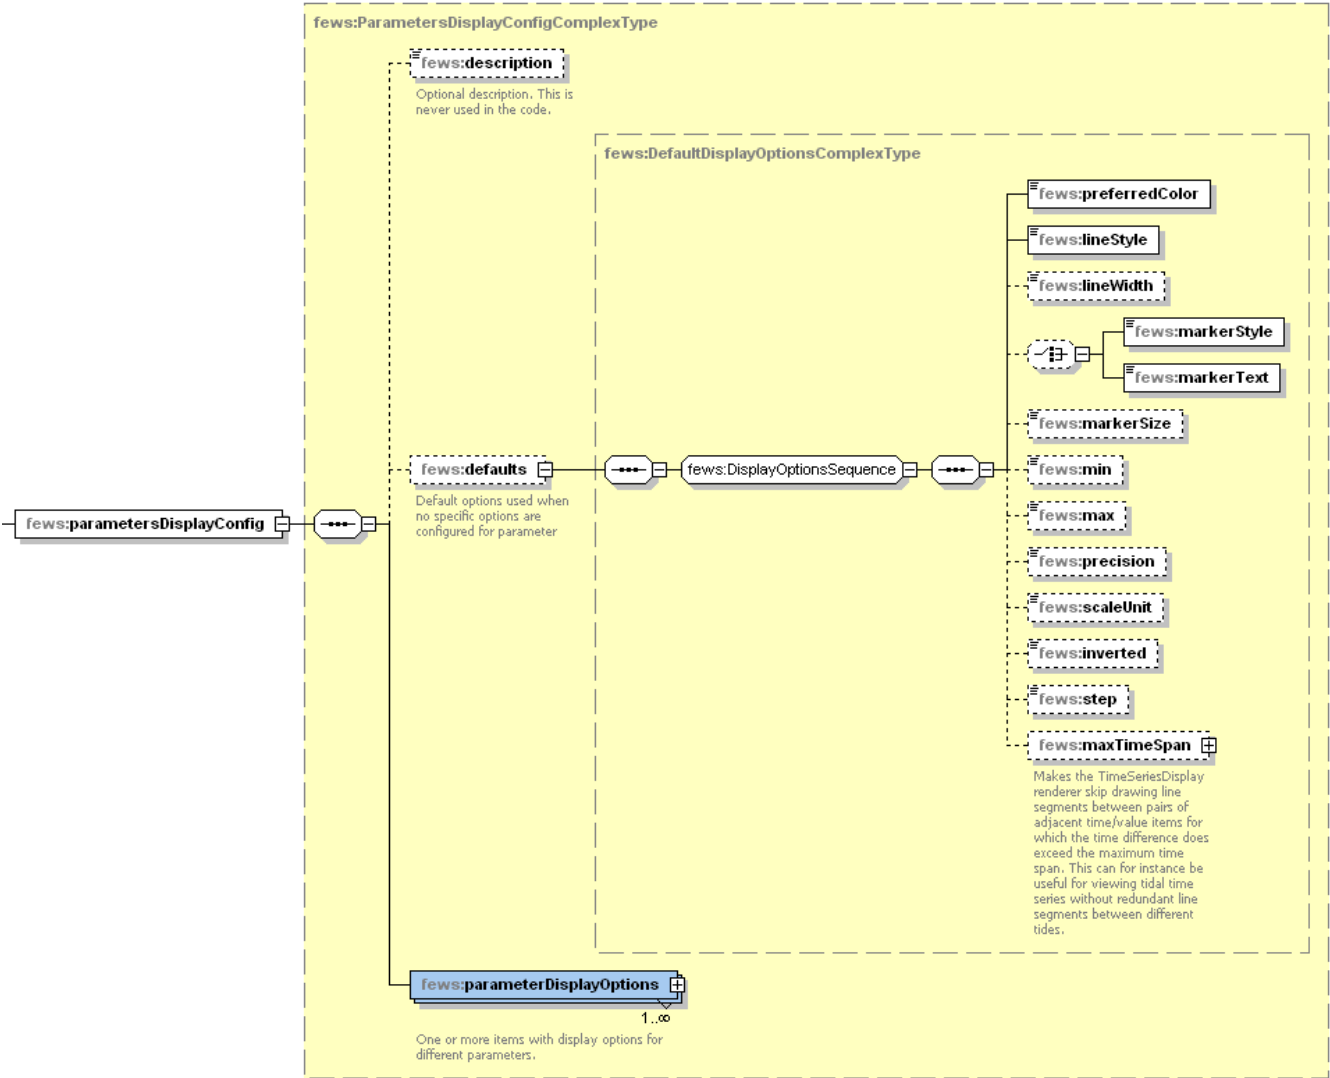 fews:ParametersDisplayConfigComplexType
fews:description
Optional description. This is
never used in the code.
fews:DefaultDisplayOptionsComplexType
fews:preferredColor
fews:lineStyle
fews:lineWidth
fews:markerStyle
fews:markerText
fews:markerSize
fews:defaults
fews:DisplayOptionsSequence
fews:min
Default options used when
no specific options are
configured for parameter
fews:parametersDisplayConfig
fews:max
fews:precision
fews:scaleUnit
fews:inverted
fews:step
fews:maxTimeSpan
Makes the TimeSeriesDisplay
renderer skip drawing line
segments between pairs of
adjacent time/value items for
which the time difference does
exceed the maximum time
span. This can for instance be
useful for viewing tidal time
series without redundant line
segments between different
tides.
fews:parameterDisplayOptions
1..∞
One or more items with display options for
different parameters.